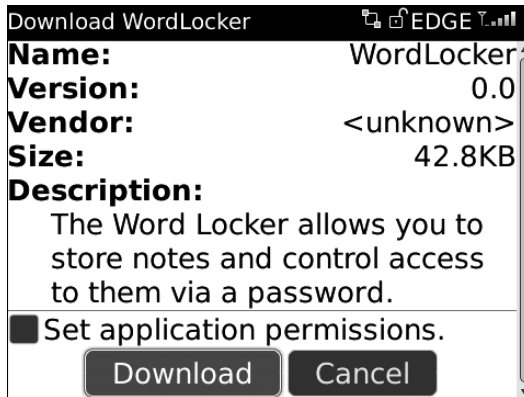 Download WordLocker EDGE
Name: WordLocker
Version: 0.0
Vendor: <unknown>
Size: 42.8KB
Description:
The Word Locker allows you to
store notes and control access
to them via a password.
Set application permissions.
Download Cancel